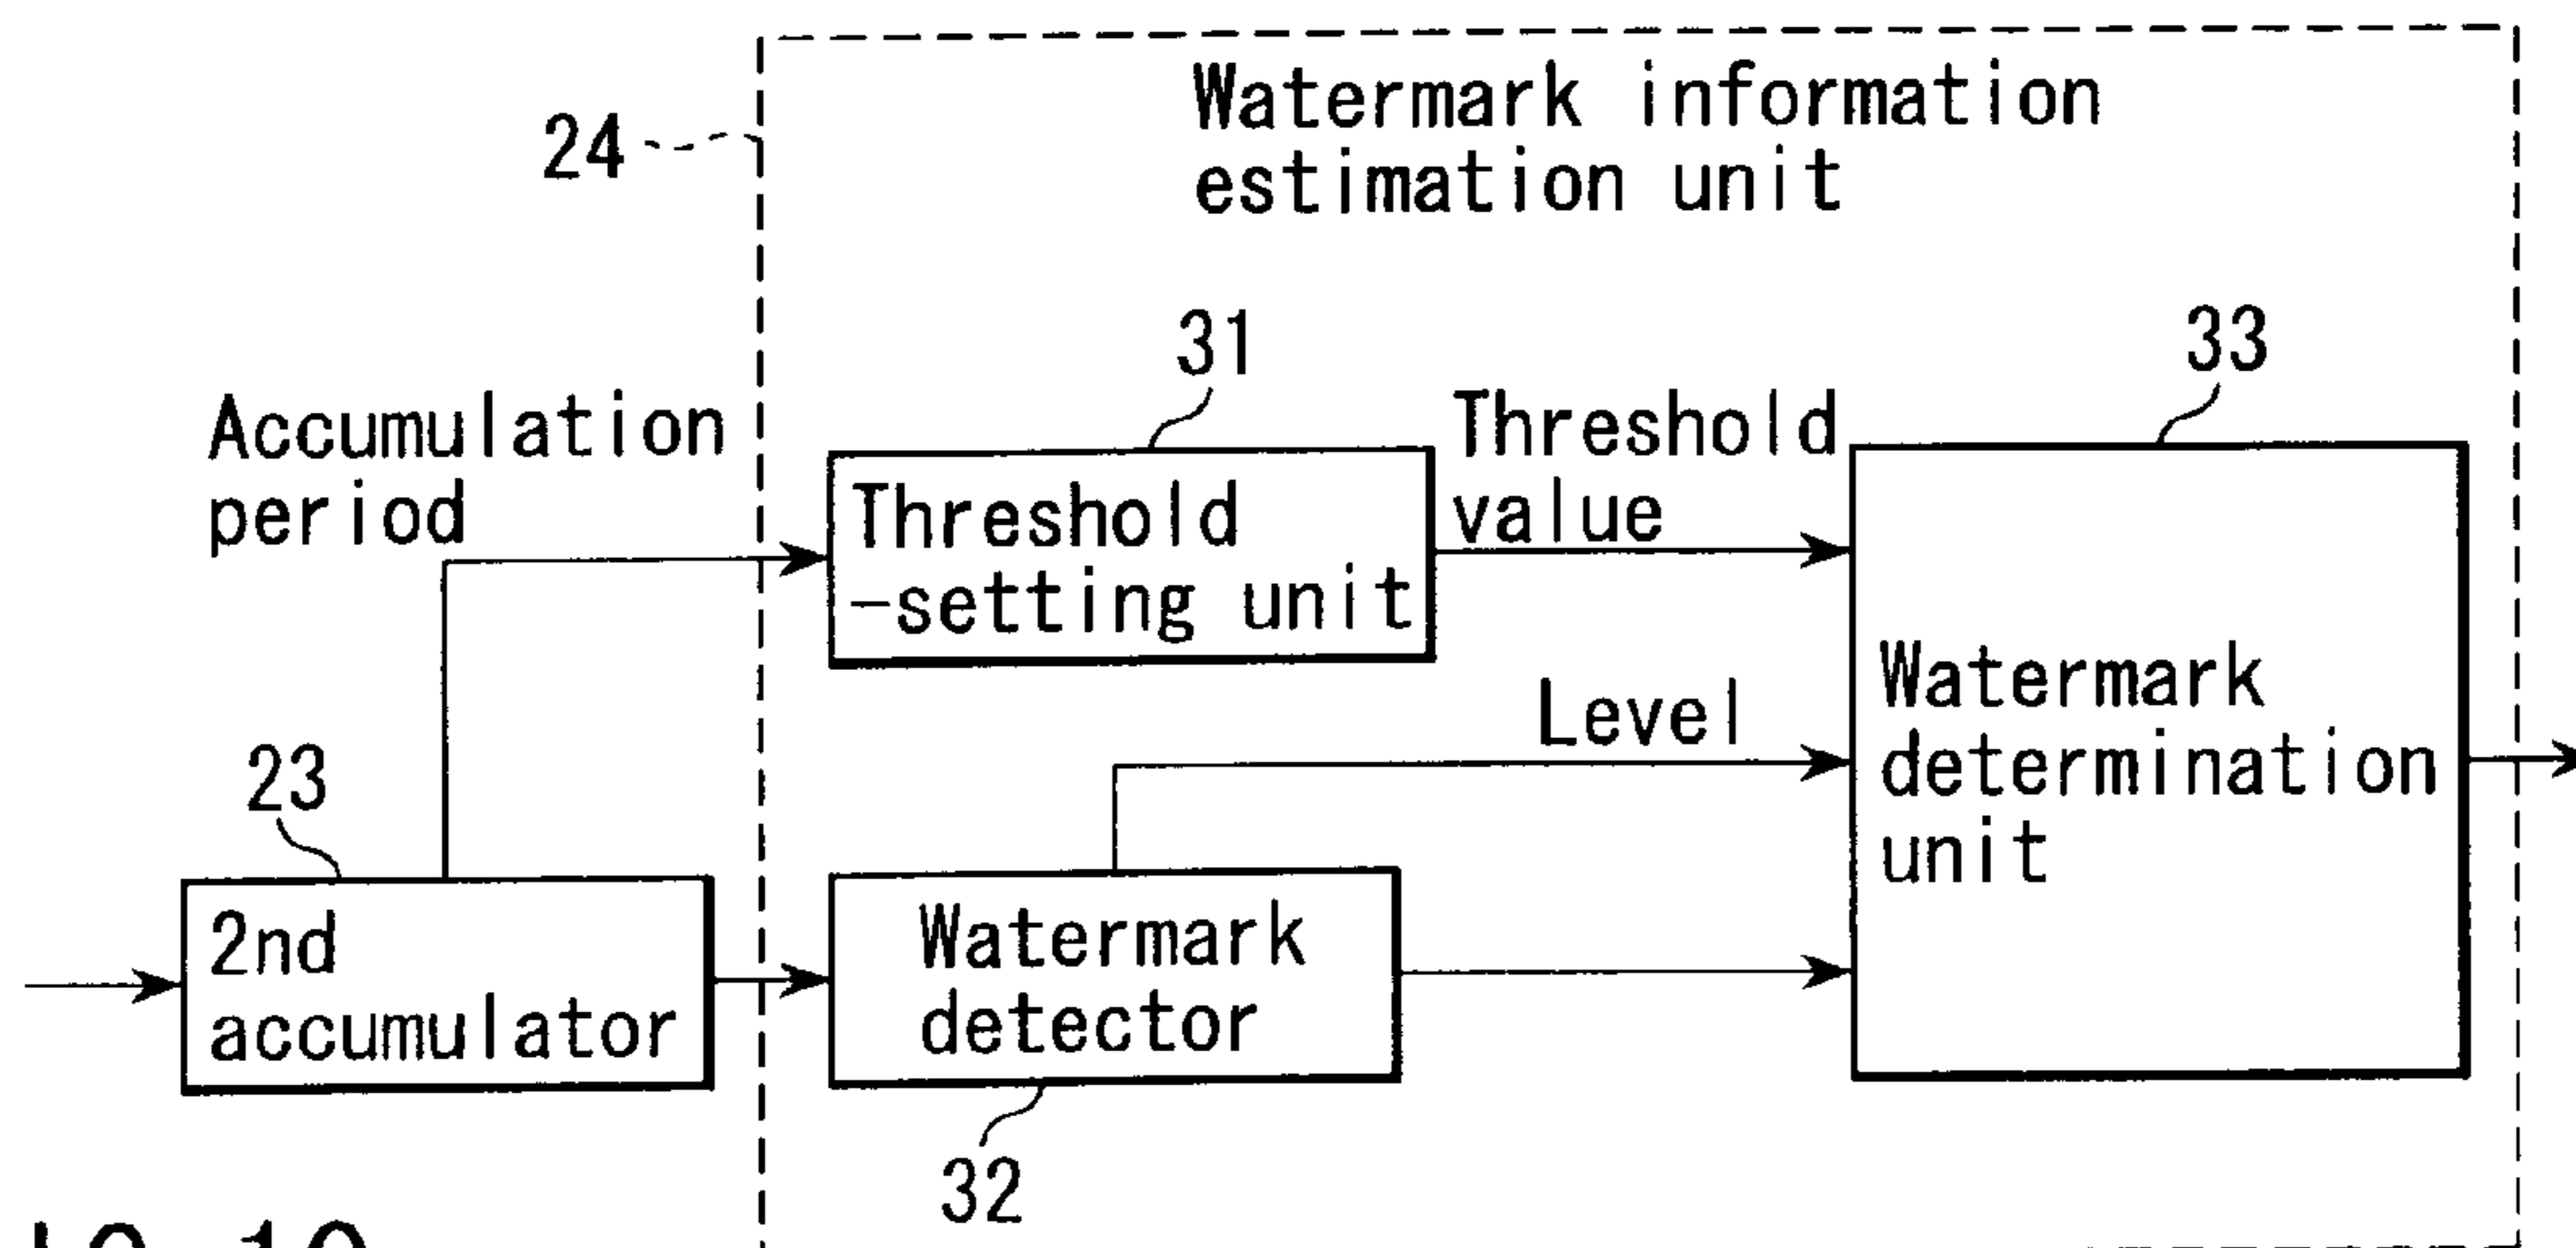 Watermark information
estimation unit
24
31
33
Accumulation
period
Threshold
value
Threshold
-setting unit
Level
Watermark
determination
unit
23
2nd
accumulator
Watermark
detector
32